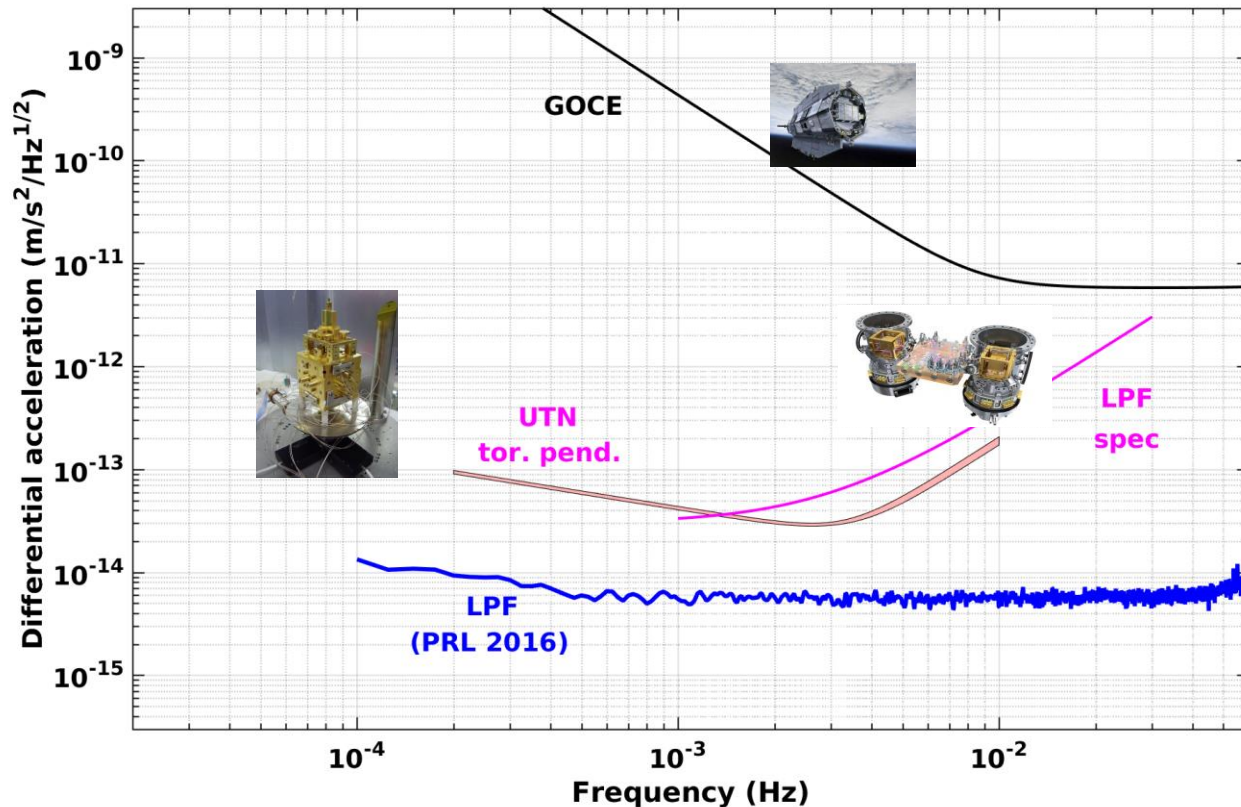 Differential acceleration (m/s²/Hz^1/2)
10⁻⁹
10⁻¹⁰
10⁻¹¹
10⁻¹²
10⁻¹³
10⁻¹⁴
10⁻¹⁵
GOCE
UTN
tor. pend.
LPF
spec
LPF
(PRL 2016)
10⁻⁴
10⁻³
10⁻²
Frequency (Hz)